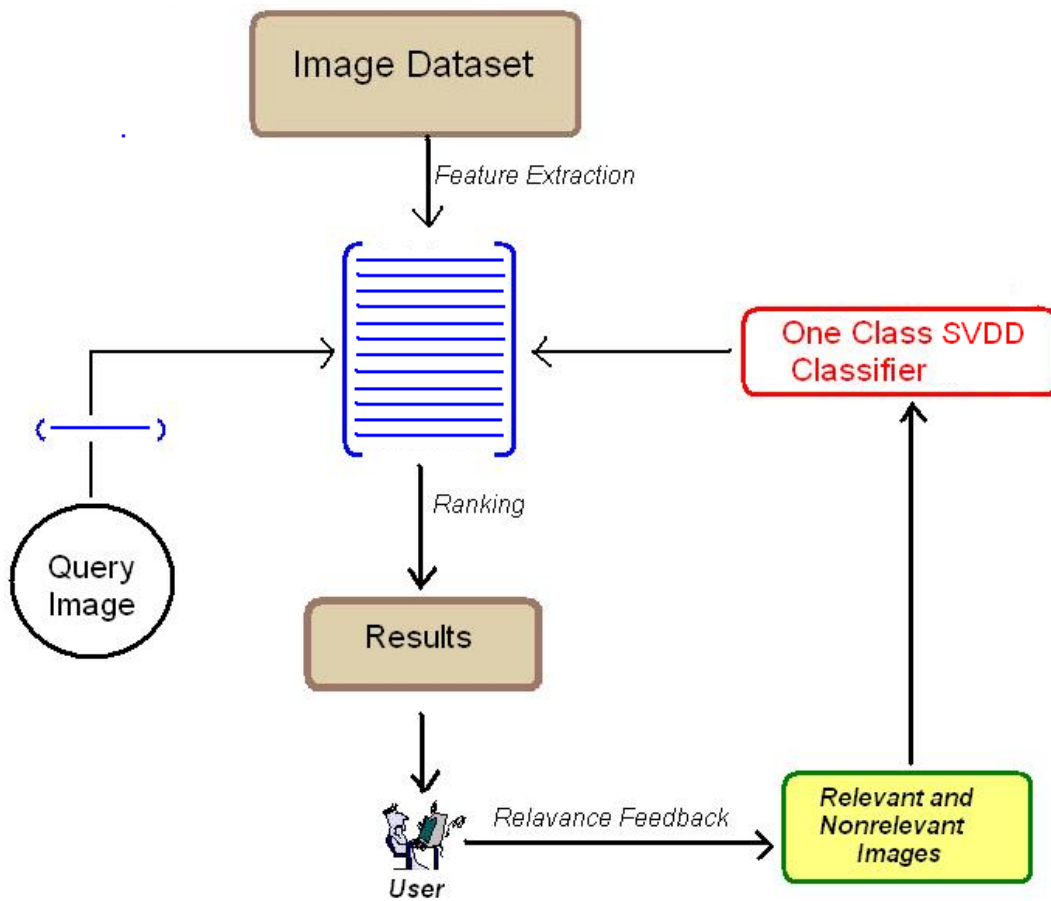 Image Dataset
Feature Extraction
One Class SVDD
Classifier
Query
Image
Ranking
Results
Relavance Feedback
User
Relevant and
Nonrelevant
Images